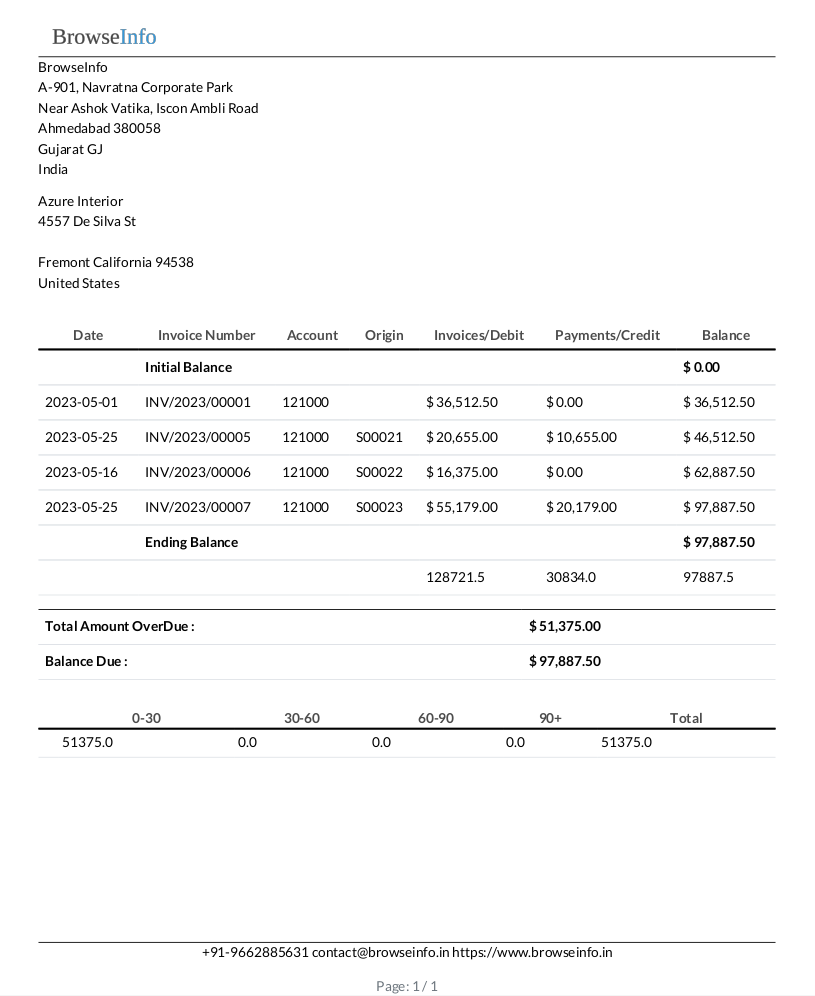 BrowseInfo
BrowseInfo
A-901, Navratna Corporate Park
Near Ashok Vatika, Iscon Ambli Road
Ahmedabad 380058
Gujarat GJ
India
Azure Interior
4557 De Silva St
Fremont California 94538
United States
Date Invoice Number Account Origin Invoices/Debit Payments/Credit Balance
Initial Balance $ 0.00
2023-05-01 INV/2023/00001 121000 $ 36,512.50 $ 0.00 $ 36,512.50
2023-05-25 INV/2023/00005 121000 S00021 $ 20,655.00 $ 10,655.00 $ 46,512.50
2023-05-16 INV/2023/00006 121000 S00022 $ 16,375.00 $ 0.00 $ 62,887.50
2023-05-25 INV/2023/00007 121000 S00023 $ 55,179.00 $ 20,179.00 $ 97,887.50
Ending Balance $ 97,887.50
128721.5 30834.0 97887.5
Total Amount OverDue : $ 51,375.00
Balance Due : $ 97,887.50
0-30 30-60 60-90 90+ Total
51375.0 0.0 0.0 0.0 51375.0
+91-9662885631 contact@browseinfo.in https://www.browseinfo.in
Page: 1 / 1